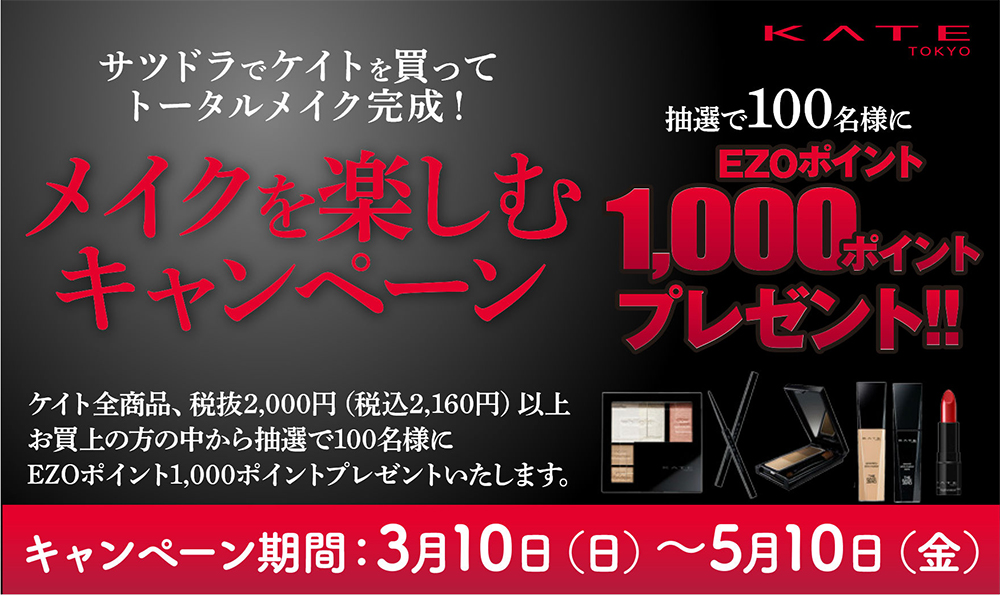 KATE
TOKYO
サツドラでケイトを買って
トータルメイク完成！
メイクを楽しむ
キャンペーン
抽選で100名様に
EZOポイント
1,000ポイント
プレゼント!!
ケイト全商品、税抜2,000円（税込2,160円）以上
お買上の方の中から抽選で100名様に
EZOポイント1,000ポイントプレゼントいたします。
KATE
KATE
KATE
キャンペーン期間：3月10日（日）～5月10日（金）